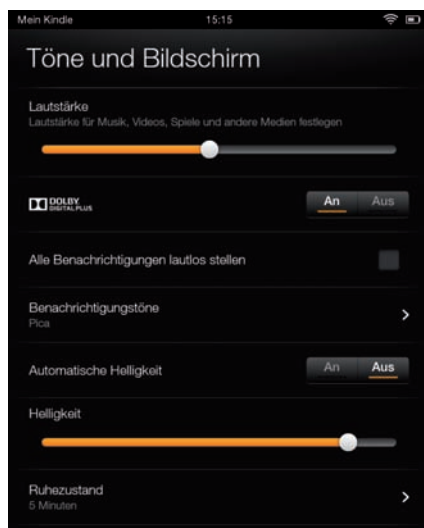 Mein Kindle 15:15
Töne und Bildschirm
Lautstärke
Lautstärke für Musik, Videos, Spiele und andere Medien festlegen
DOLBY
DIGITAL PLUS
An Aus
Alle Benachrichtigungen lautlos stellen
Benachrichtigungstöne
Pica
Automatische Helligkeit An Aus
Helligkeit
Ruhezustand
5 Minuten